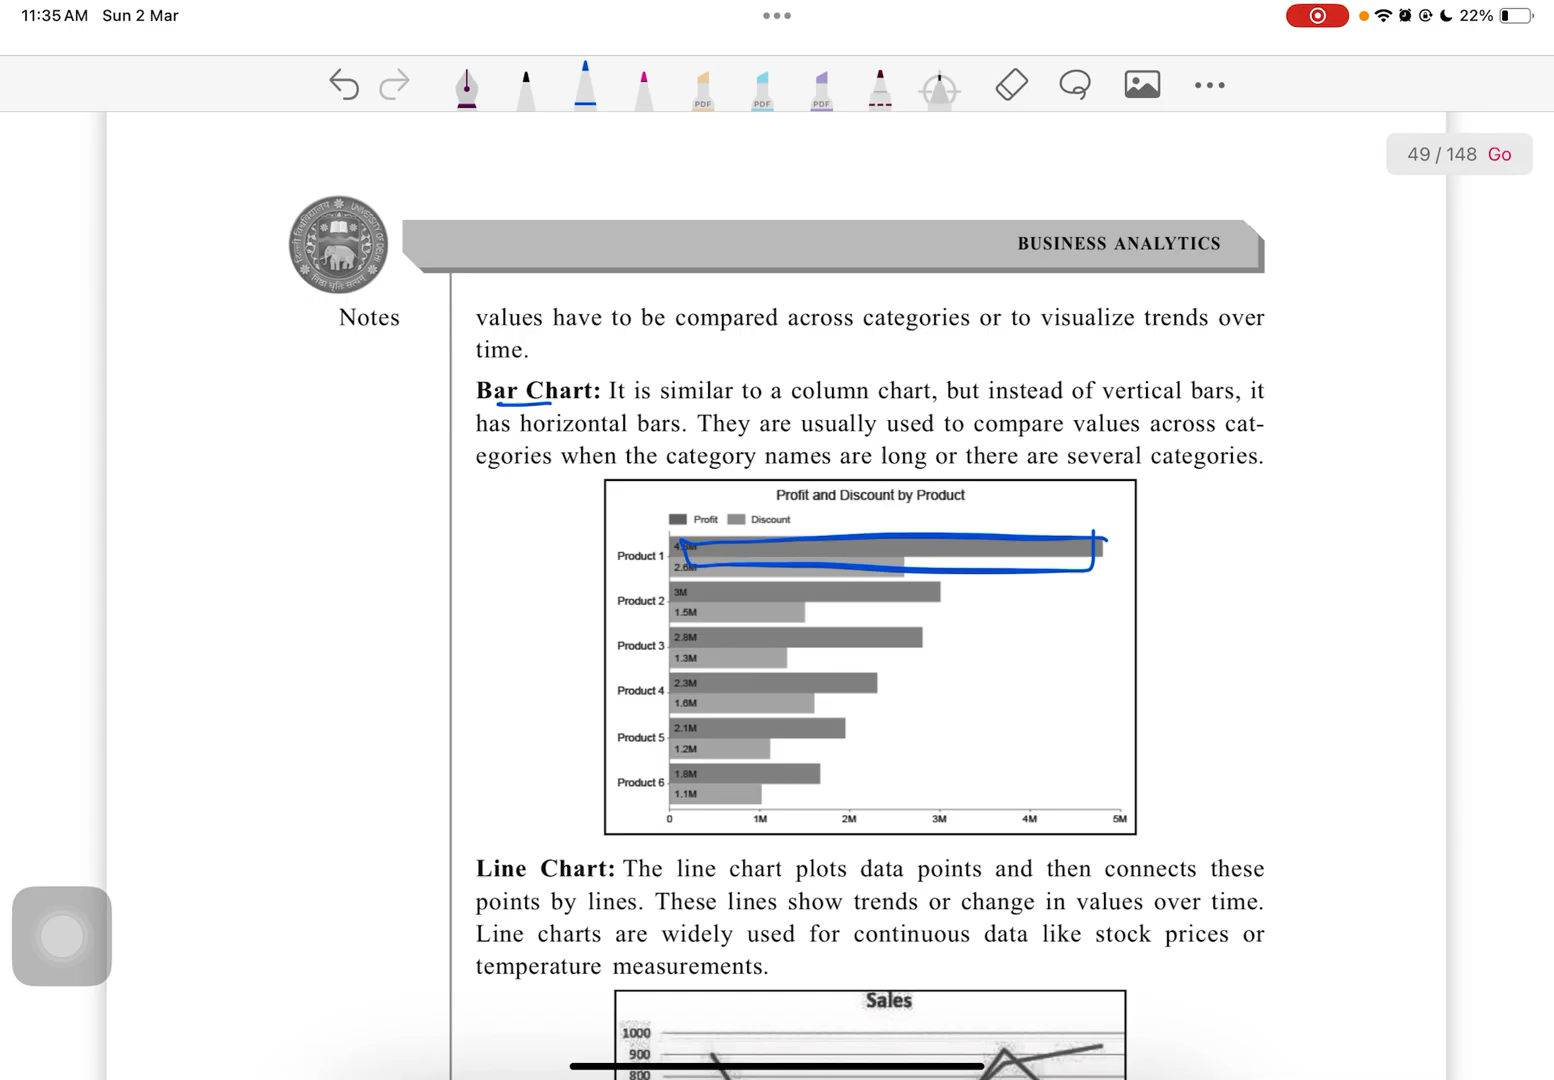 11:35 AM Sun 2 Mar
22%
PDF PDF PDF
49 / 148 Go
BUSINESS ANALYTICS
Notes
values have to be compared across categories or to visualize trends over
time.
Bar Chart: It is similar to a column chart, but instead of vertical bars, it
has horizontal bars. They are usually used to compare values across cat-
egories when the category names are long or there are several categories.
Profit and Discount by Product
Profit Discount
Product 1
2.6M
Product 2
3M
1.5M
Product 3
2.8M
1.3M
Product 4
2.3M
1.6M
Product 5
2.1M
1.2M
Product 6
1.8M
1.1M
0 1M 2M 3M 4M 5M
Line Chart: The line chart plots data points and then connects these
points by lines. These lines show trends or change in values over time.
Line charts are widely used for continuous data like stock prices or
temperature measurements.
Sales
1000
900
800